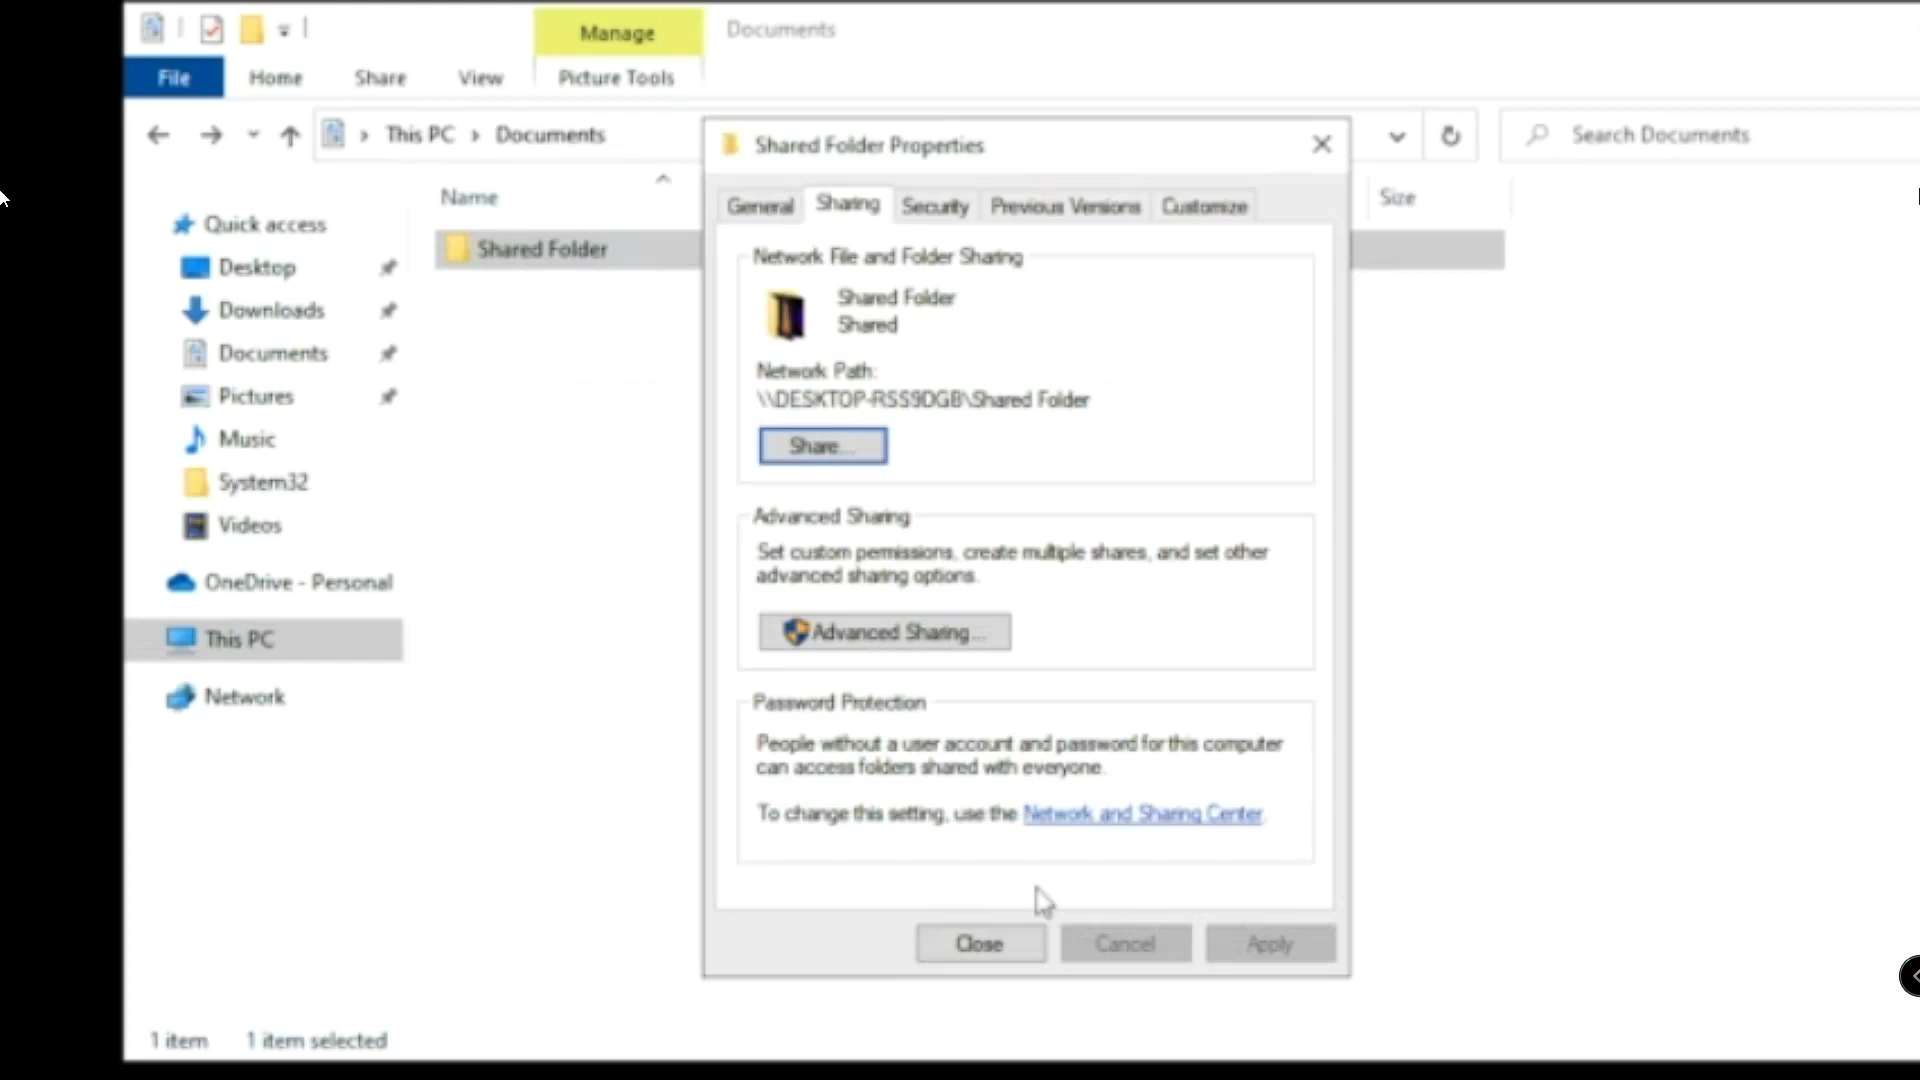 Manage
Documents
File
Home
Share
View
Picture Tools
This PC
Documents
Search Documents
Name
Size
Quick access
Desktop
Downloads
Documents
Pictures
Music
System32
Videos
OneDrive - Personal
This PC
Network
Shared Folder
Shared Folder Properties
General
Sharing
Security
Previous Versions
Customize
Network File and Folder Sharing
Shared Folder
Shared
Network Path:
\\DESKTOP-RSS9DGB\Shared Folder
Share...
Advanced Sharing
Set custom permissions, create multiple shares, and set other
advanced sharing options.
Advanced Sharing...
Password Protection
People without a user account and password for this computer
can access folders shared with everyone.
To change this setting, use the Network and Sharing Center.
Close
Cancel
Apply
1 item
1 item selected